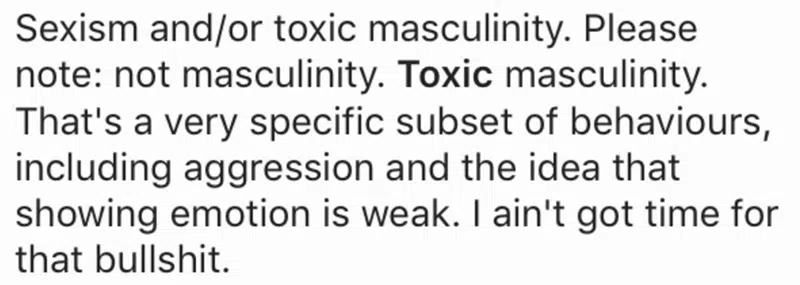 Sexism and/or toxic masculinity. Please
note: not masculinity. Toxic masculinity.
That's a very specific subset of behaviours,
including aggression and the idea that
showing emotion is weak. I ain't got time for
that bullshit.